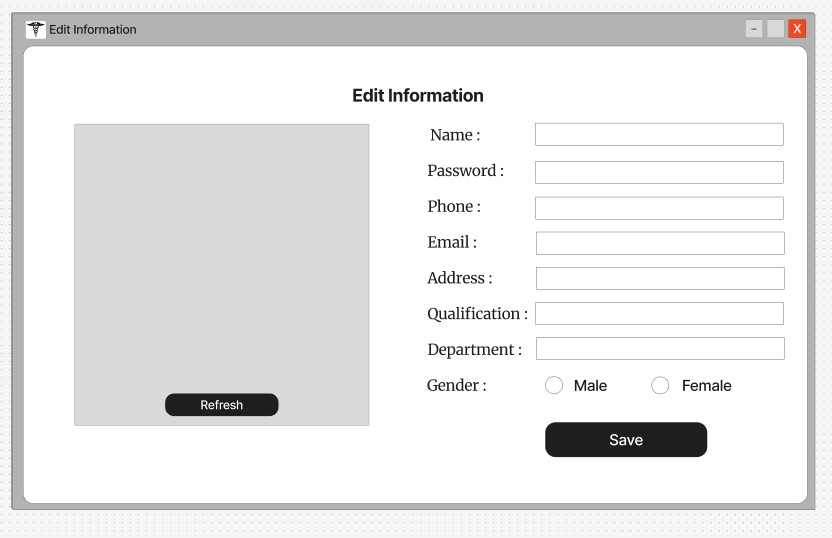 Edit Information
– X
Edit Information
Name :
Password :
Phone :
Email :
Address :
Qualification :
Department :
Gender : Male Female
Refresh
Save